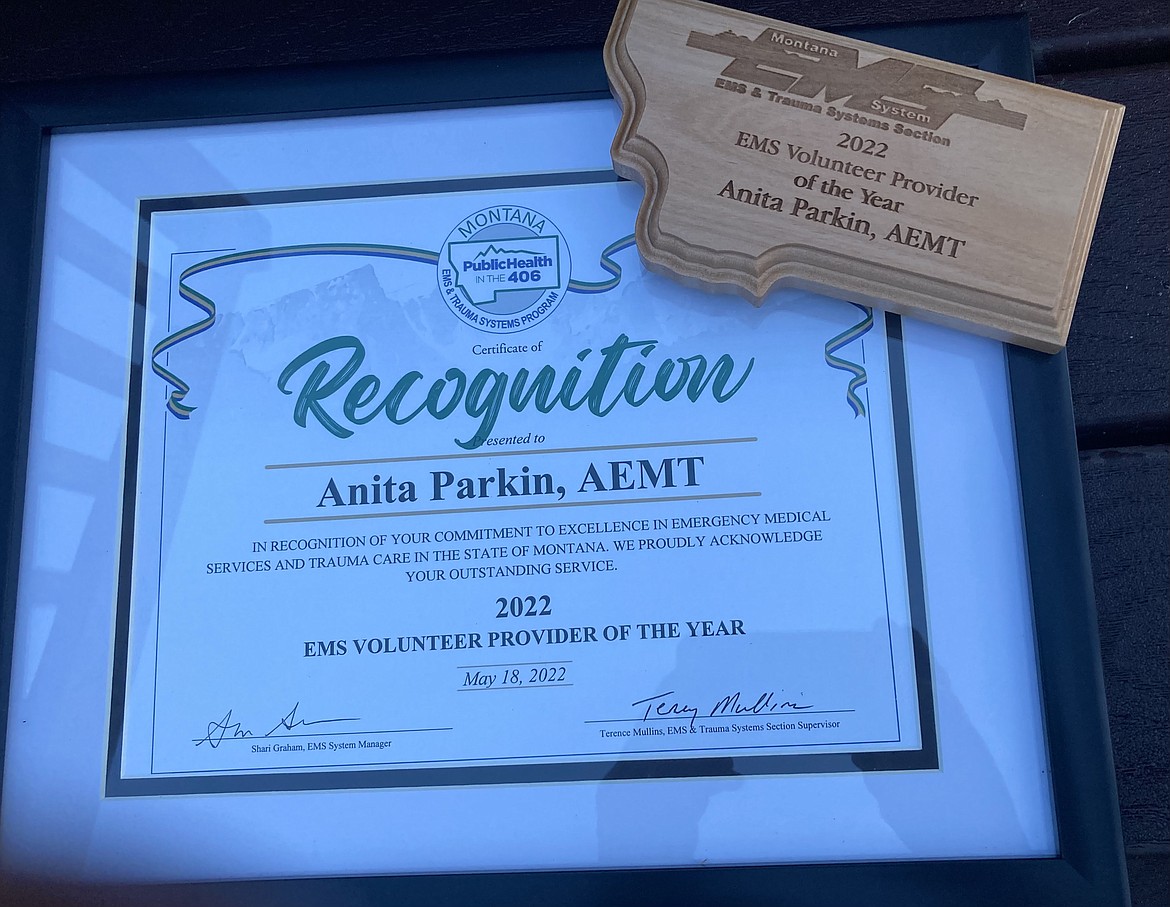 Montana
EMS
System
EMS & Trauma Systems Section
2022
EMS Volunteer Provider
of the Year
Anita Parkin, AEMT
MONTANA
PublicHealth
IN THE 406
EMS & TRAUMA SYSTEMS PROGRAM
Certificate of
Recognition
Presented to
Anita Parkin, AEMT
IN RECOGNITION OF YOUR COMMITMENT TO EXCELLENCE IN EMERGENCY MEDICAL
SERVICES AND TRAUMA CARE IN THE STATE OF MONTANA. WE PROUDLY ACKNOWLEDGE
YOUR OUTSTANDING SERVICE.
2022
EMS VOLUNTEER PROVIDER OF THE YEAR
May 18, 2022
Terry Mullins
Shari Graham, EMS System Manager
Terence Mullins, EMS & Trauma Systems Section Supervisor